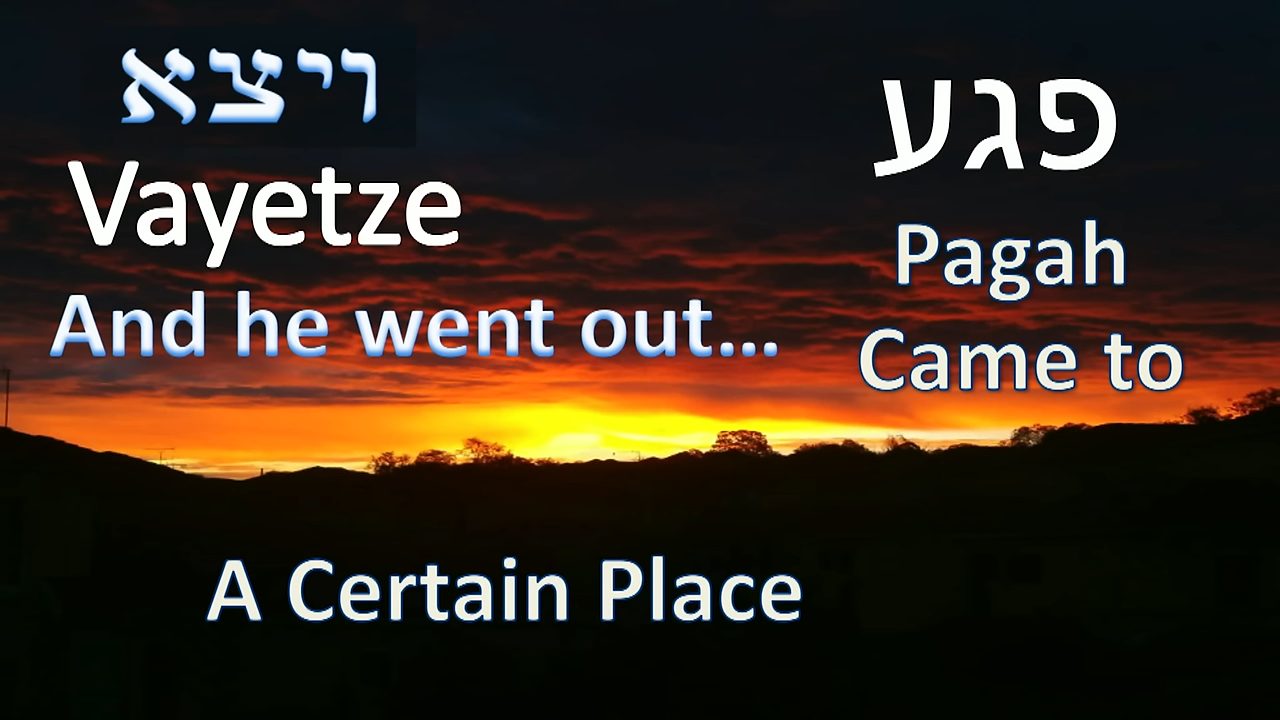 ויצא
Vayetze
And he went out...
פגע
Pagah
Came to
A Certain Place